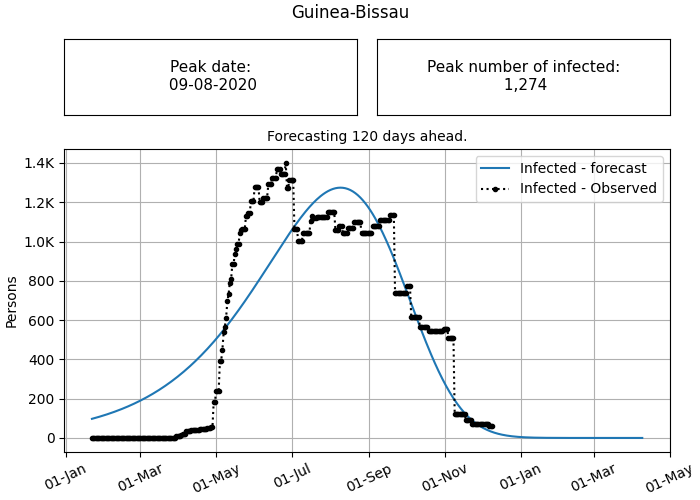 Guinea-Bissau
Peak date:
09-08-2020
Peak number of infected:
1,274
Forecasting 120 days ahead.
Infected - forecast
Infected - Observed
1.4K
1.2K
1.0K
800
600
400
200
0
Persons
01-Jan
01-Mar
01-May
01-Jul
01-Sep
01-Nov
01-Jan
01-Mar
01-May